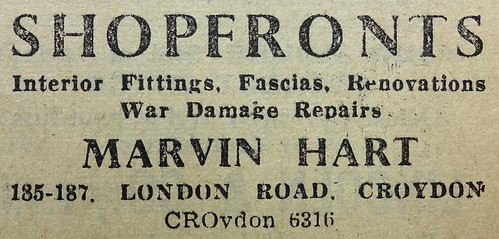 SHOPFRONTS
Interior Fittings, Fascias, Renovations
War Damage Repairs
MARVIN HART
185-187, LONDON ROAD, CROYDON
CROydon 6316